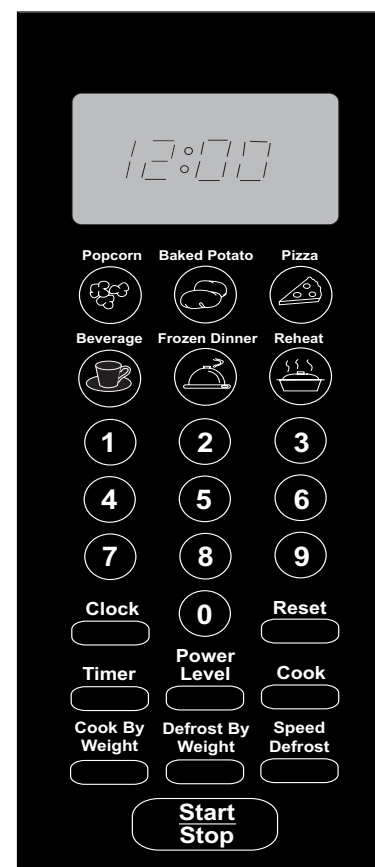 12:00
Popcorn Baked Potato Pizza
Beverage Frozen Dinner Reheat
1 2 3
4 5 6
7 8 9
Clock 0 Reset
Timer Power Level Cook
Cook By Weight Defrost By Weight Speed Defrost
Start
Stop